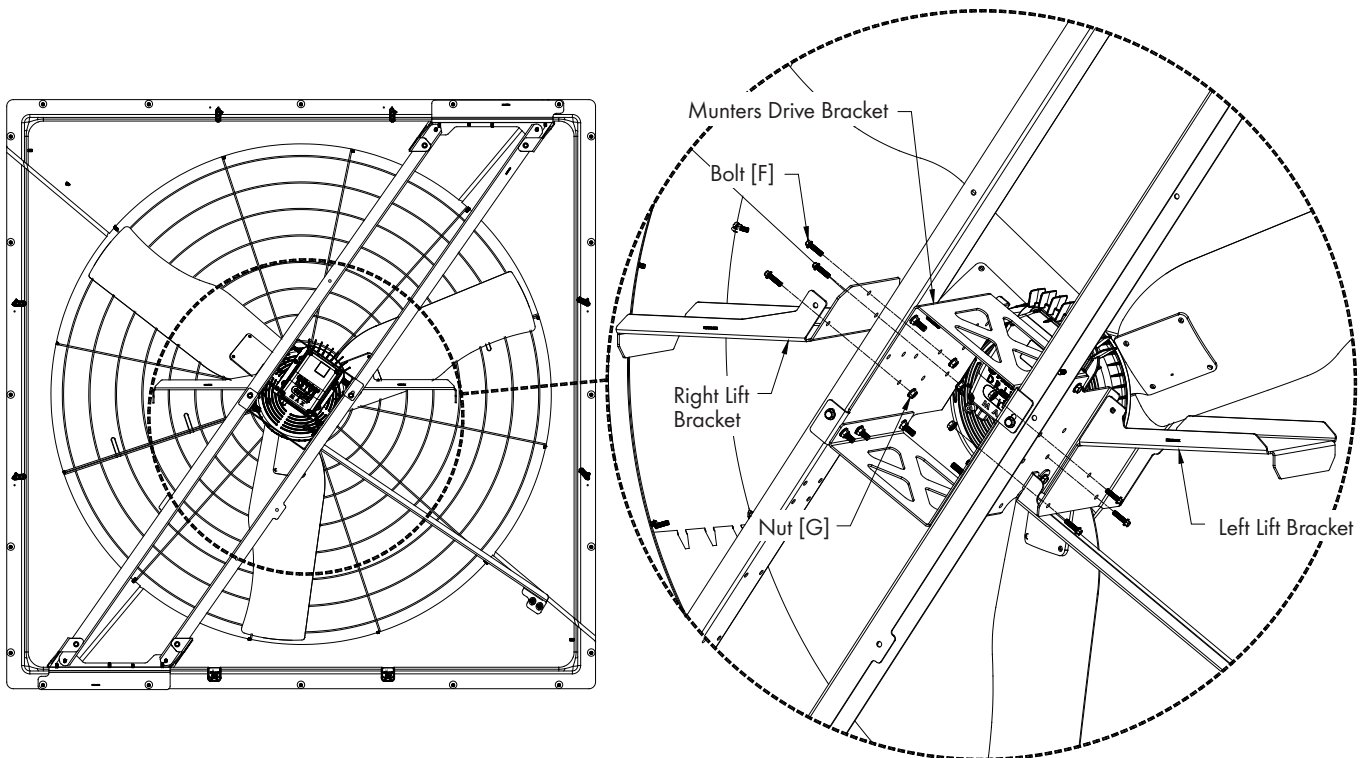 Munters Drive Bracket
Bolt [F]
Right Lift
Bracket
Nut [G]
Left Lift Bracket